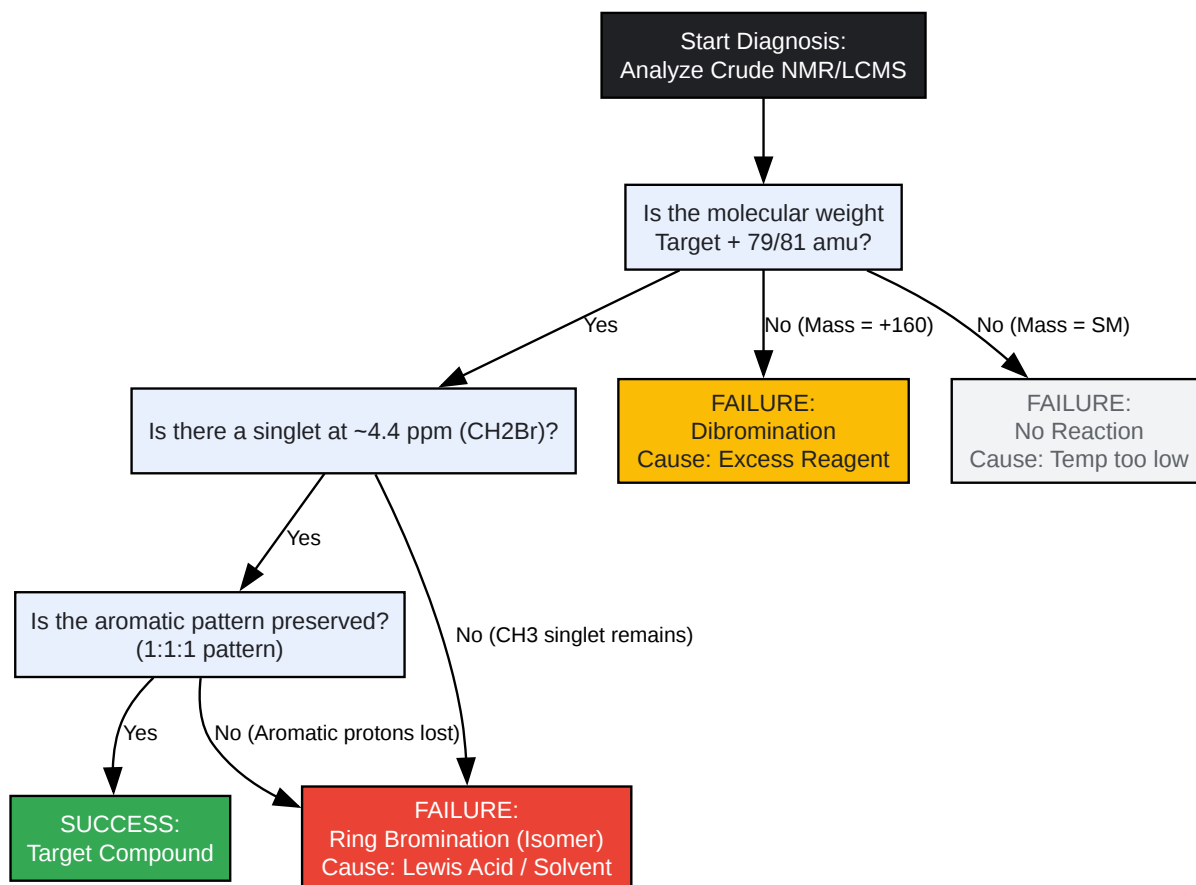 Start Diagnosis:
Analyze Crude NMR/LCMS
Is the molecular weight
Target + 79/81 amu?
Yes
No (Mass = +160)
No (Mass = SM)
Is there a singlet at ~4.4 ppm (CH2Br)?
FAILURE:
Dibromination
Cause: Excess Reagent
FAILURE:
No Reaction
Cause: Temp too low
Yes
No (CH3 singlet remains)
Is the aromatic pattern preserved?
(1:1:1 pattern)
Yes
No (Aromatic protons lost)
SUCCESS:
Target Compound
FAILURE:
Ring Bromination (Isomer)
Cause: Lewis Acid / Solvent